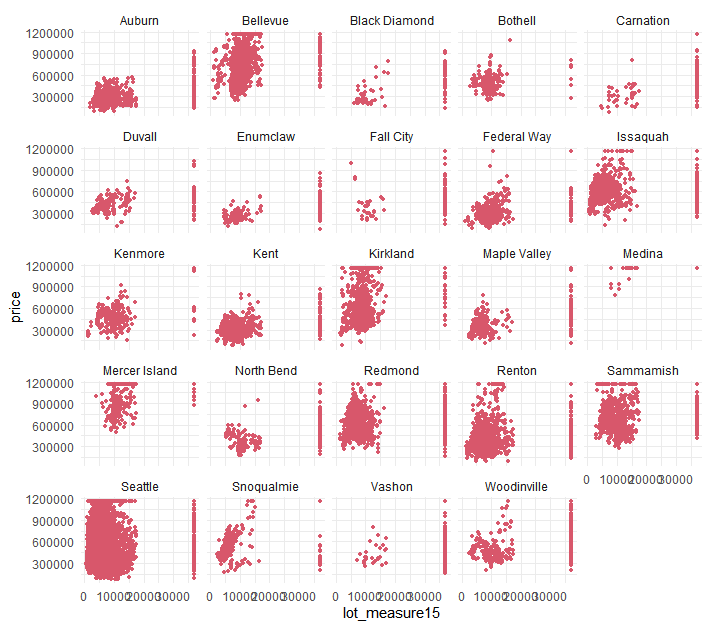 Auburn Bellevue Black Diamond Bothell Carnation
1200000
900000
600000
300000
Duvall Enumclaw Fall City Federal Way Issaquah
1200000
900000
600000
300000
Kenmore Kent Kirkland Maple Valley Medina
1200000
900000
600000
300000
price
Mercer Island North Bend Redmond Renton Sammamish
1200000
900000
600000
300000
0 10000 20000 30000
Seattle Snoqualmie Vashon Woodinville
1200000
900000
600000
300000
0 10000 20000 30000 0 10000 20000 30000 0 10000 20000 30000 0 10000 20000 30000
lot_measure15